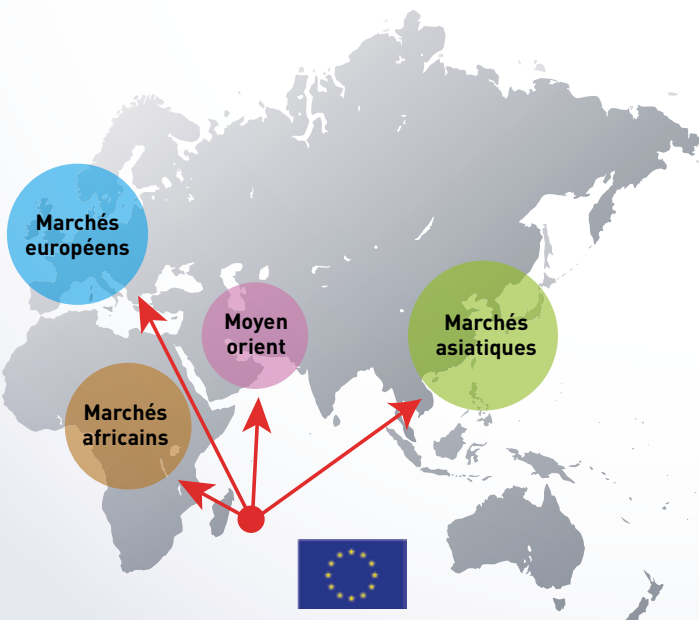 Marchés
européens
Moyen
orient
Marchés
asiatiques
Marchés
africains